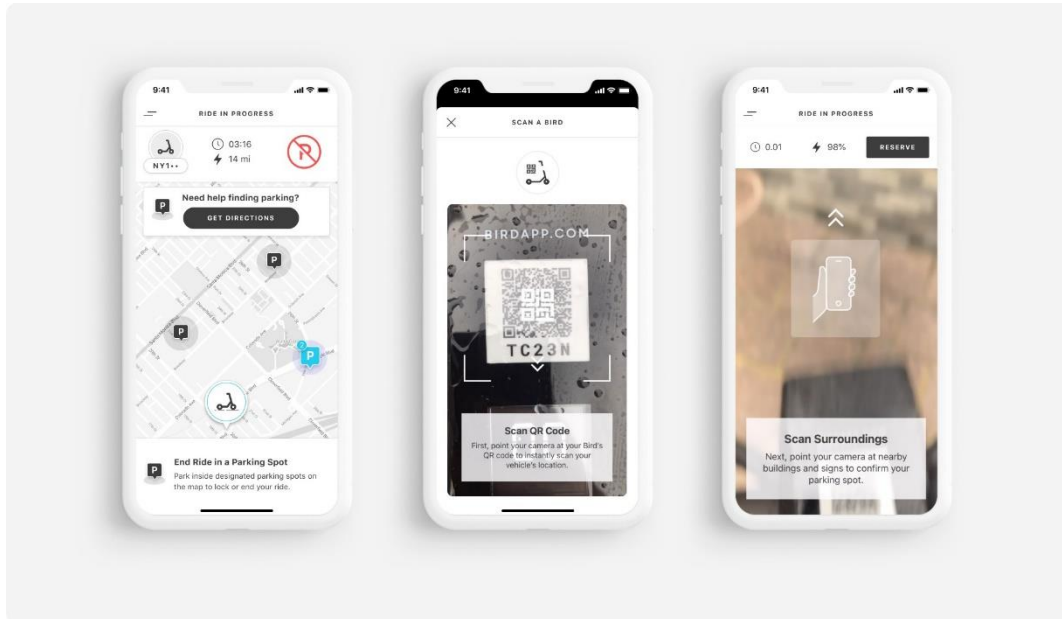 9:41
RIDE IN PROGRESS
NY1••
03:16
14 mi
Need help finding parking?
GET DIRECTIONS
P
P
P
2
P
End Ride in a Parking Spot
P
Park inside designated parking spots on
the map to lock or end your ride.
9:41
SCAN A BIRD
BIRDAPP.COM
TC23N
Scan QR Code
First, point your camera at your Bird's
QR code to instantly scan your
vehicle's location.
9:41
RIDE IN PROGRESS
0.01
98%
RESERVE
Scan Surroundings
Next, point your camera at nearby
buildings and signs to confirm your
parking spot.